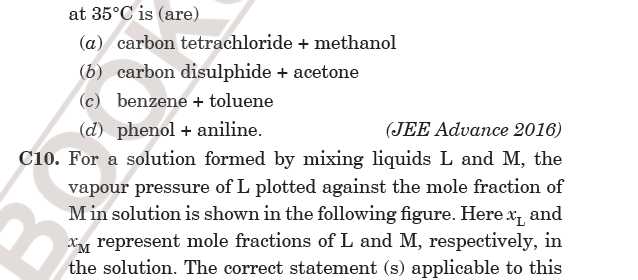 at 35°C is (are)
(a) carbon tetrachloride + methanol
(b) carbon disulphide + acetone
(c) benzene + toluene
(d) phenol + aniline. (JEE Advance 2016)
C10. For a solution formed by mixing liquids L and M, the
vapour pressure of L plotted against the mole fraction of
M in solution is shown in the following figure. Here x_L and
x_M represent mole fractions of L and M, respectively, in
the solution. The correct statement (s) applicable to this